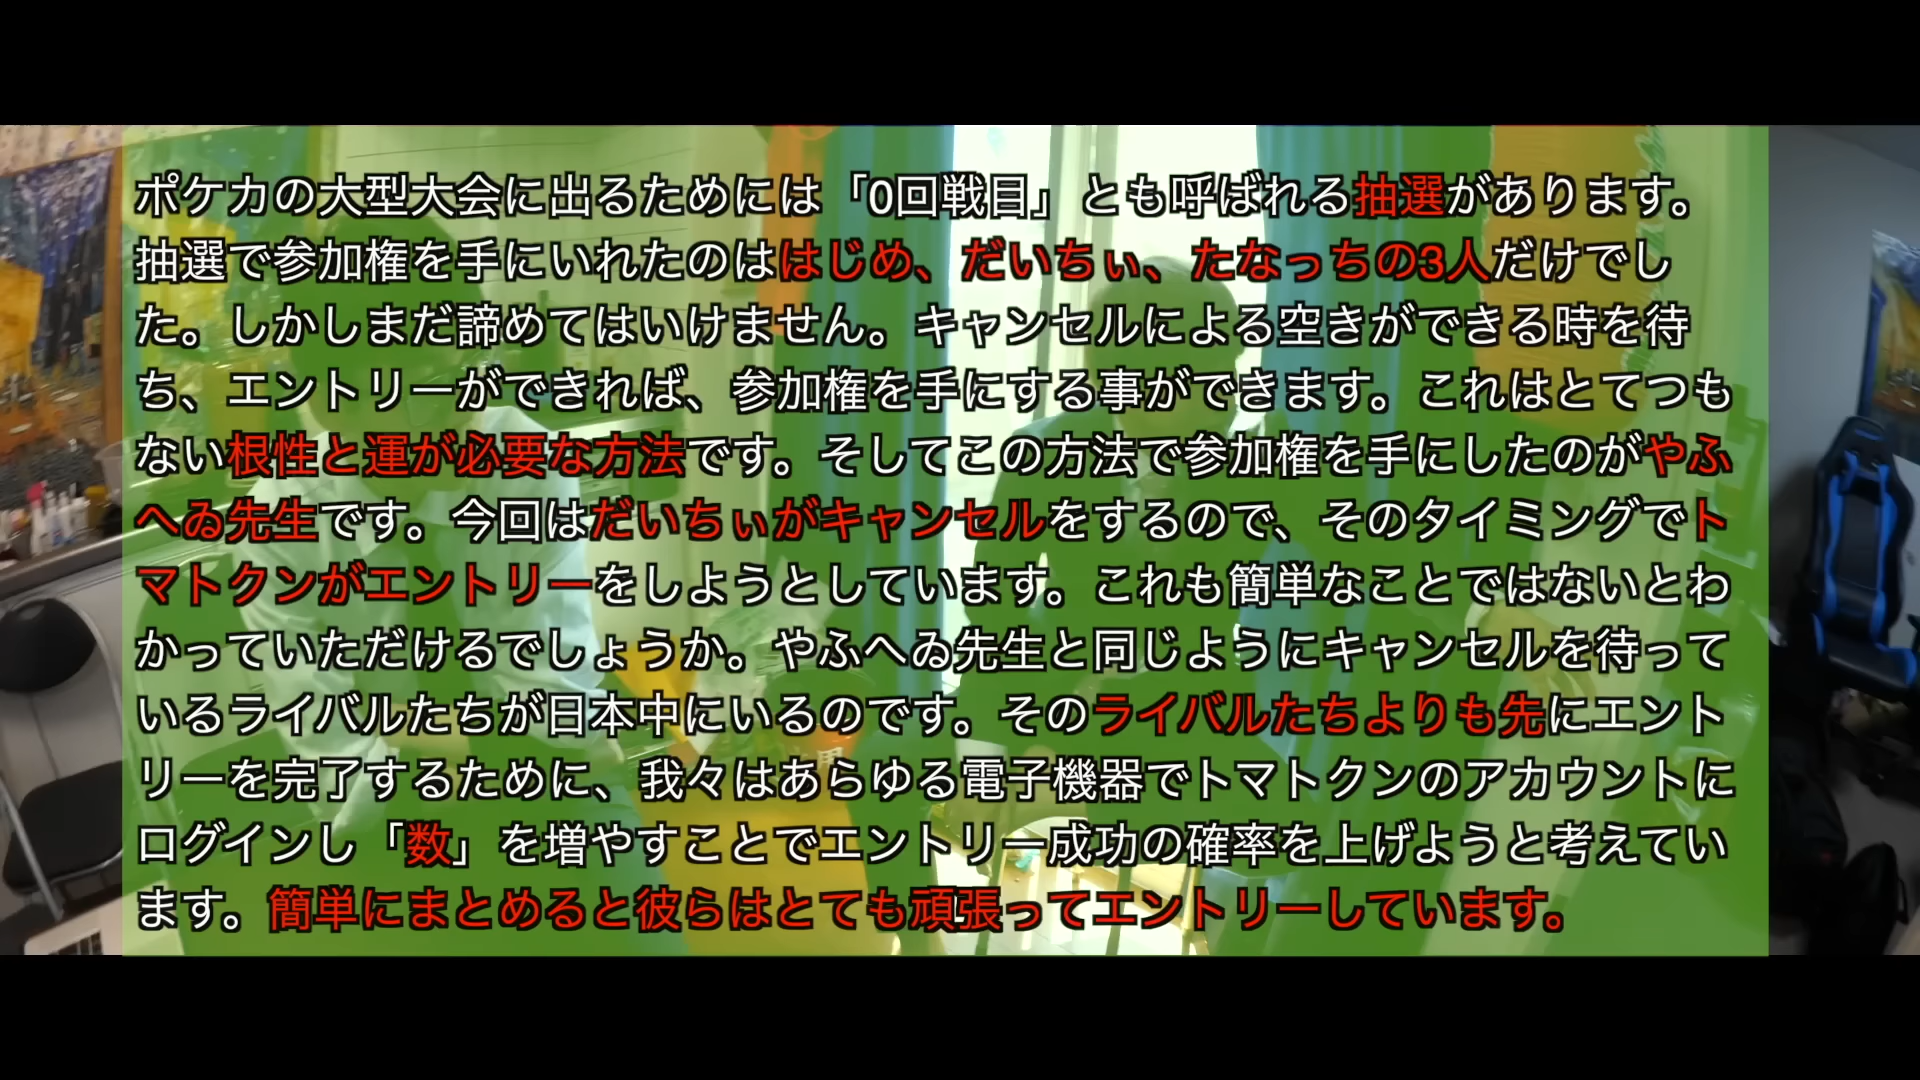 ポケカの大型大会に出るためには「0回戦目」とも呼ばれる抽選があります。
抽選で参加権を手にいれたのははじめ、だいちぃ、たなっちの3人だけでし
た。しかしまだ諦めてはいけません。キャンセルによる空きができる時を待
ち、エントリーができれば、参加権を手にする事ができます。これはとてつも
ない根性と運が必要な方法です。そしてこの方法で参加権を手にしたのがやふ
へゐ先生です。今回はだいちぃがキャンセルをするので、そのタイミングでト
マトクンがエントリーをしようとしています。これも簡単なことではないとわ
かっていただけるでしょうか。やふへゐ先生と同じようにキャンセルを待って
いるライバルたちが日本中にいるのです。そのライバルたちよりも先にエント
リーを完了するために、我々はあらゆる電子機器でトマトクンのアカウントに
ログインし「数」を増やすことでエントリー成功の確率を上げようと考えてい
ます。簡単にまとめると彼らはとても頑張ってエントリーしています。